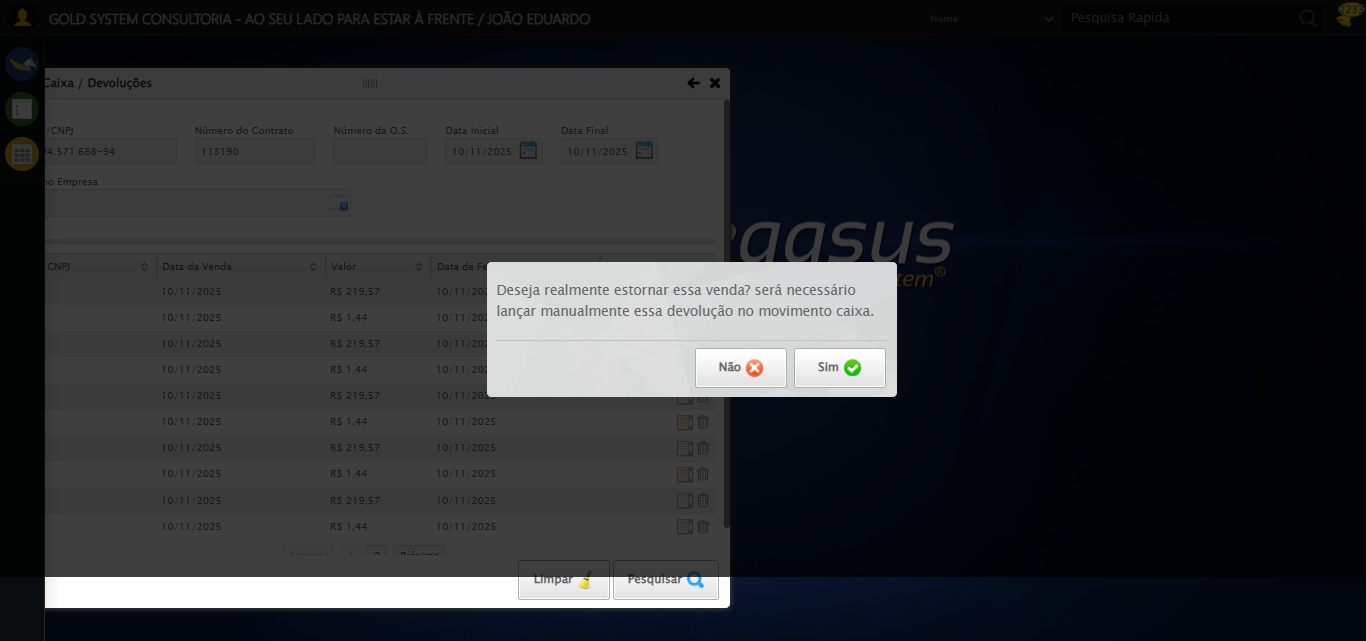 GOLD SYSTEM CONSULTORIA - AO SEU LADO PARA ESTAR À FRENTE / JOÃO EDUARDO
Nome
Pesquisa Rapida
223
Caixa / Devoluções
/CNPJ
Número do Contrato
Número da O.S.
Data Inicial
Data Final
04.571.668-94
113190
10/11/2025
10/11/2025
no Empresa
gasus
tem®
CNPJ
Data da Venda
Valor
Data de Fe
10/11/2025 R$ 219,57 10/11/2025
10/11/2025 R$ 1,44 10/11/2025
10/11/2025 R$ 219,57 10/11/2025
10/11/2025 R$ 1,44 10/11/2025
10/11/2025 R$ 219,57 10/11/2025
10/11/2025 R$ 1,44 10/11/2025
10/11/2025 R$ 219,57 10/11/2025
10/11/2025 R$ 1,44 10/11/2025
10/11/2025 R$ 219,57 10/11/2025
10/11/2025 R$ 1,44 10/11/2025
Deseja realmente estornar essa venda? será necessário
lançar manualmente essa devolução no movimento caixa.
Não
Sim
2
Próximo
Limpar
Pesquisar